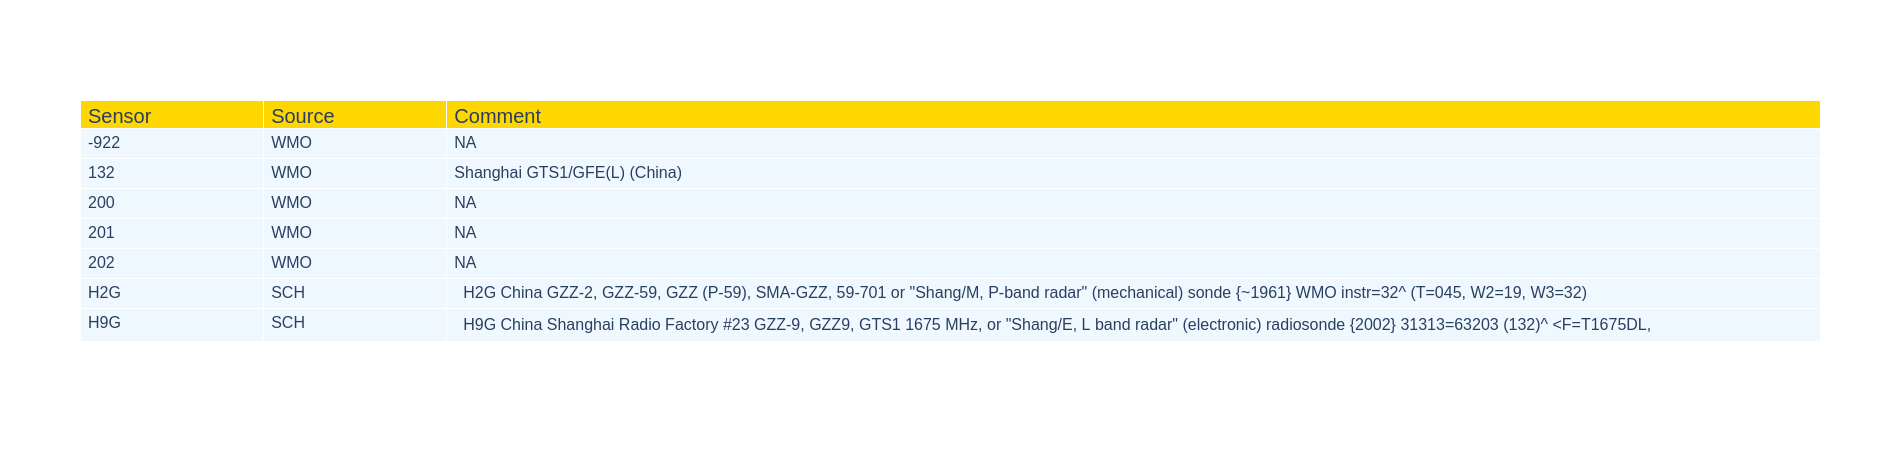 Sensor Source Comment
-922 WMO NA
132 WMO Shanghai GTS1/GFE(L) (China)
200 WMO NA
201 WMO NA
202 WMO NA
H2G SCH H2G China GZZ-2, GZZ-59, GZZ (P-59), SMA-GZZ, 59-701 or "Shang/M, P-band radar" (mechanical) sonde {~1961} WMO instr=32^ (T=045, W2=19, W3=32)
H9G SCH H9G China Shanghai Radio Factory #23 GZZ-9, GZZ9, GTS1 1675 MHz, or "Shang/E, L band radar" (electronic) radiosonde {2002} 31313=63203 (132)^ <F=T1675DL,